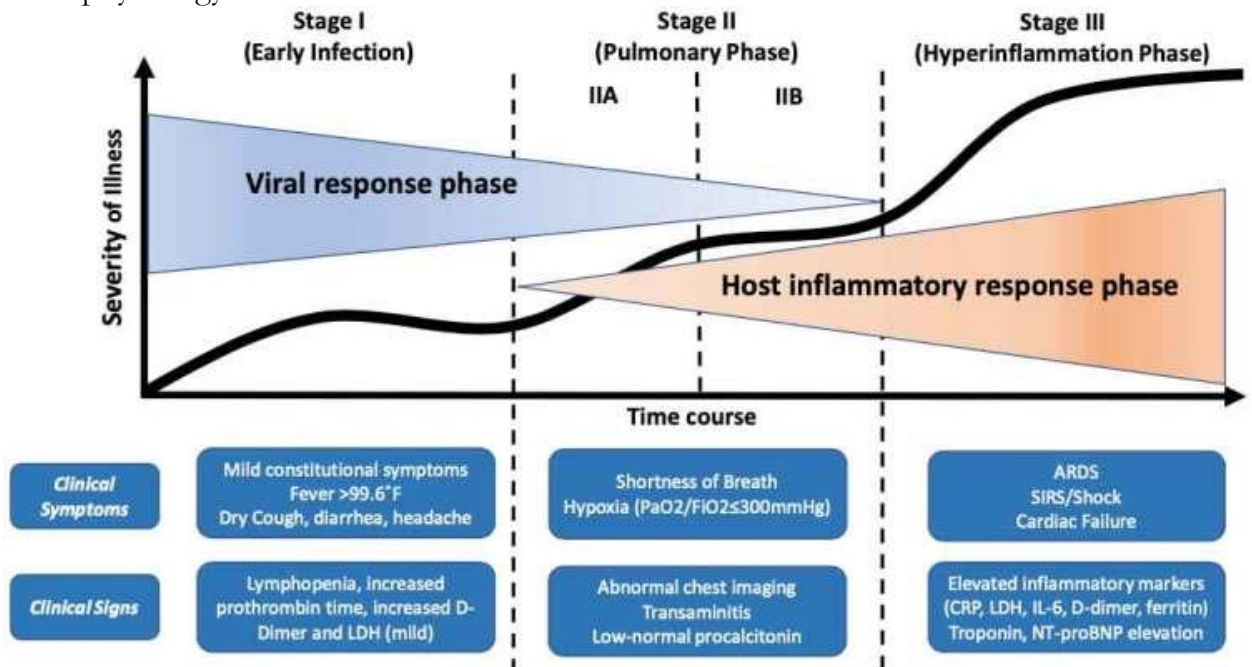 Stage I
(Early Infection)
Stage II
(Pulmonary Phase)
Stage III
(Hyperinflammation Phase)
IIA
IIB
Severity of Illness
Viral response phase
Host inflammatory response phase
Time course
Clinical
Symptoms
Mild constitutional symptoms
Fever >99.6°F
Dry Cough, diarrhea, headache
Shortness of Breath
Hypoxia (PaO2/FiO2≤300mmHg)
ARDS
SIRS/Shock
Cardiac Failure
Clinical Signs
Lymphopenia, increased
prothrombin time, increased D-
Dimer and LDH (mild)
Abnormal chest imaging
Transaminitis
Low-normal procalcitonin
Elevated inflammatory markers
(CRP, LDH, IL-6, D-dimer, ferritin)
Troponin, NT-proBNP elevation